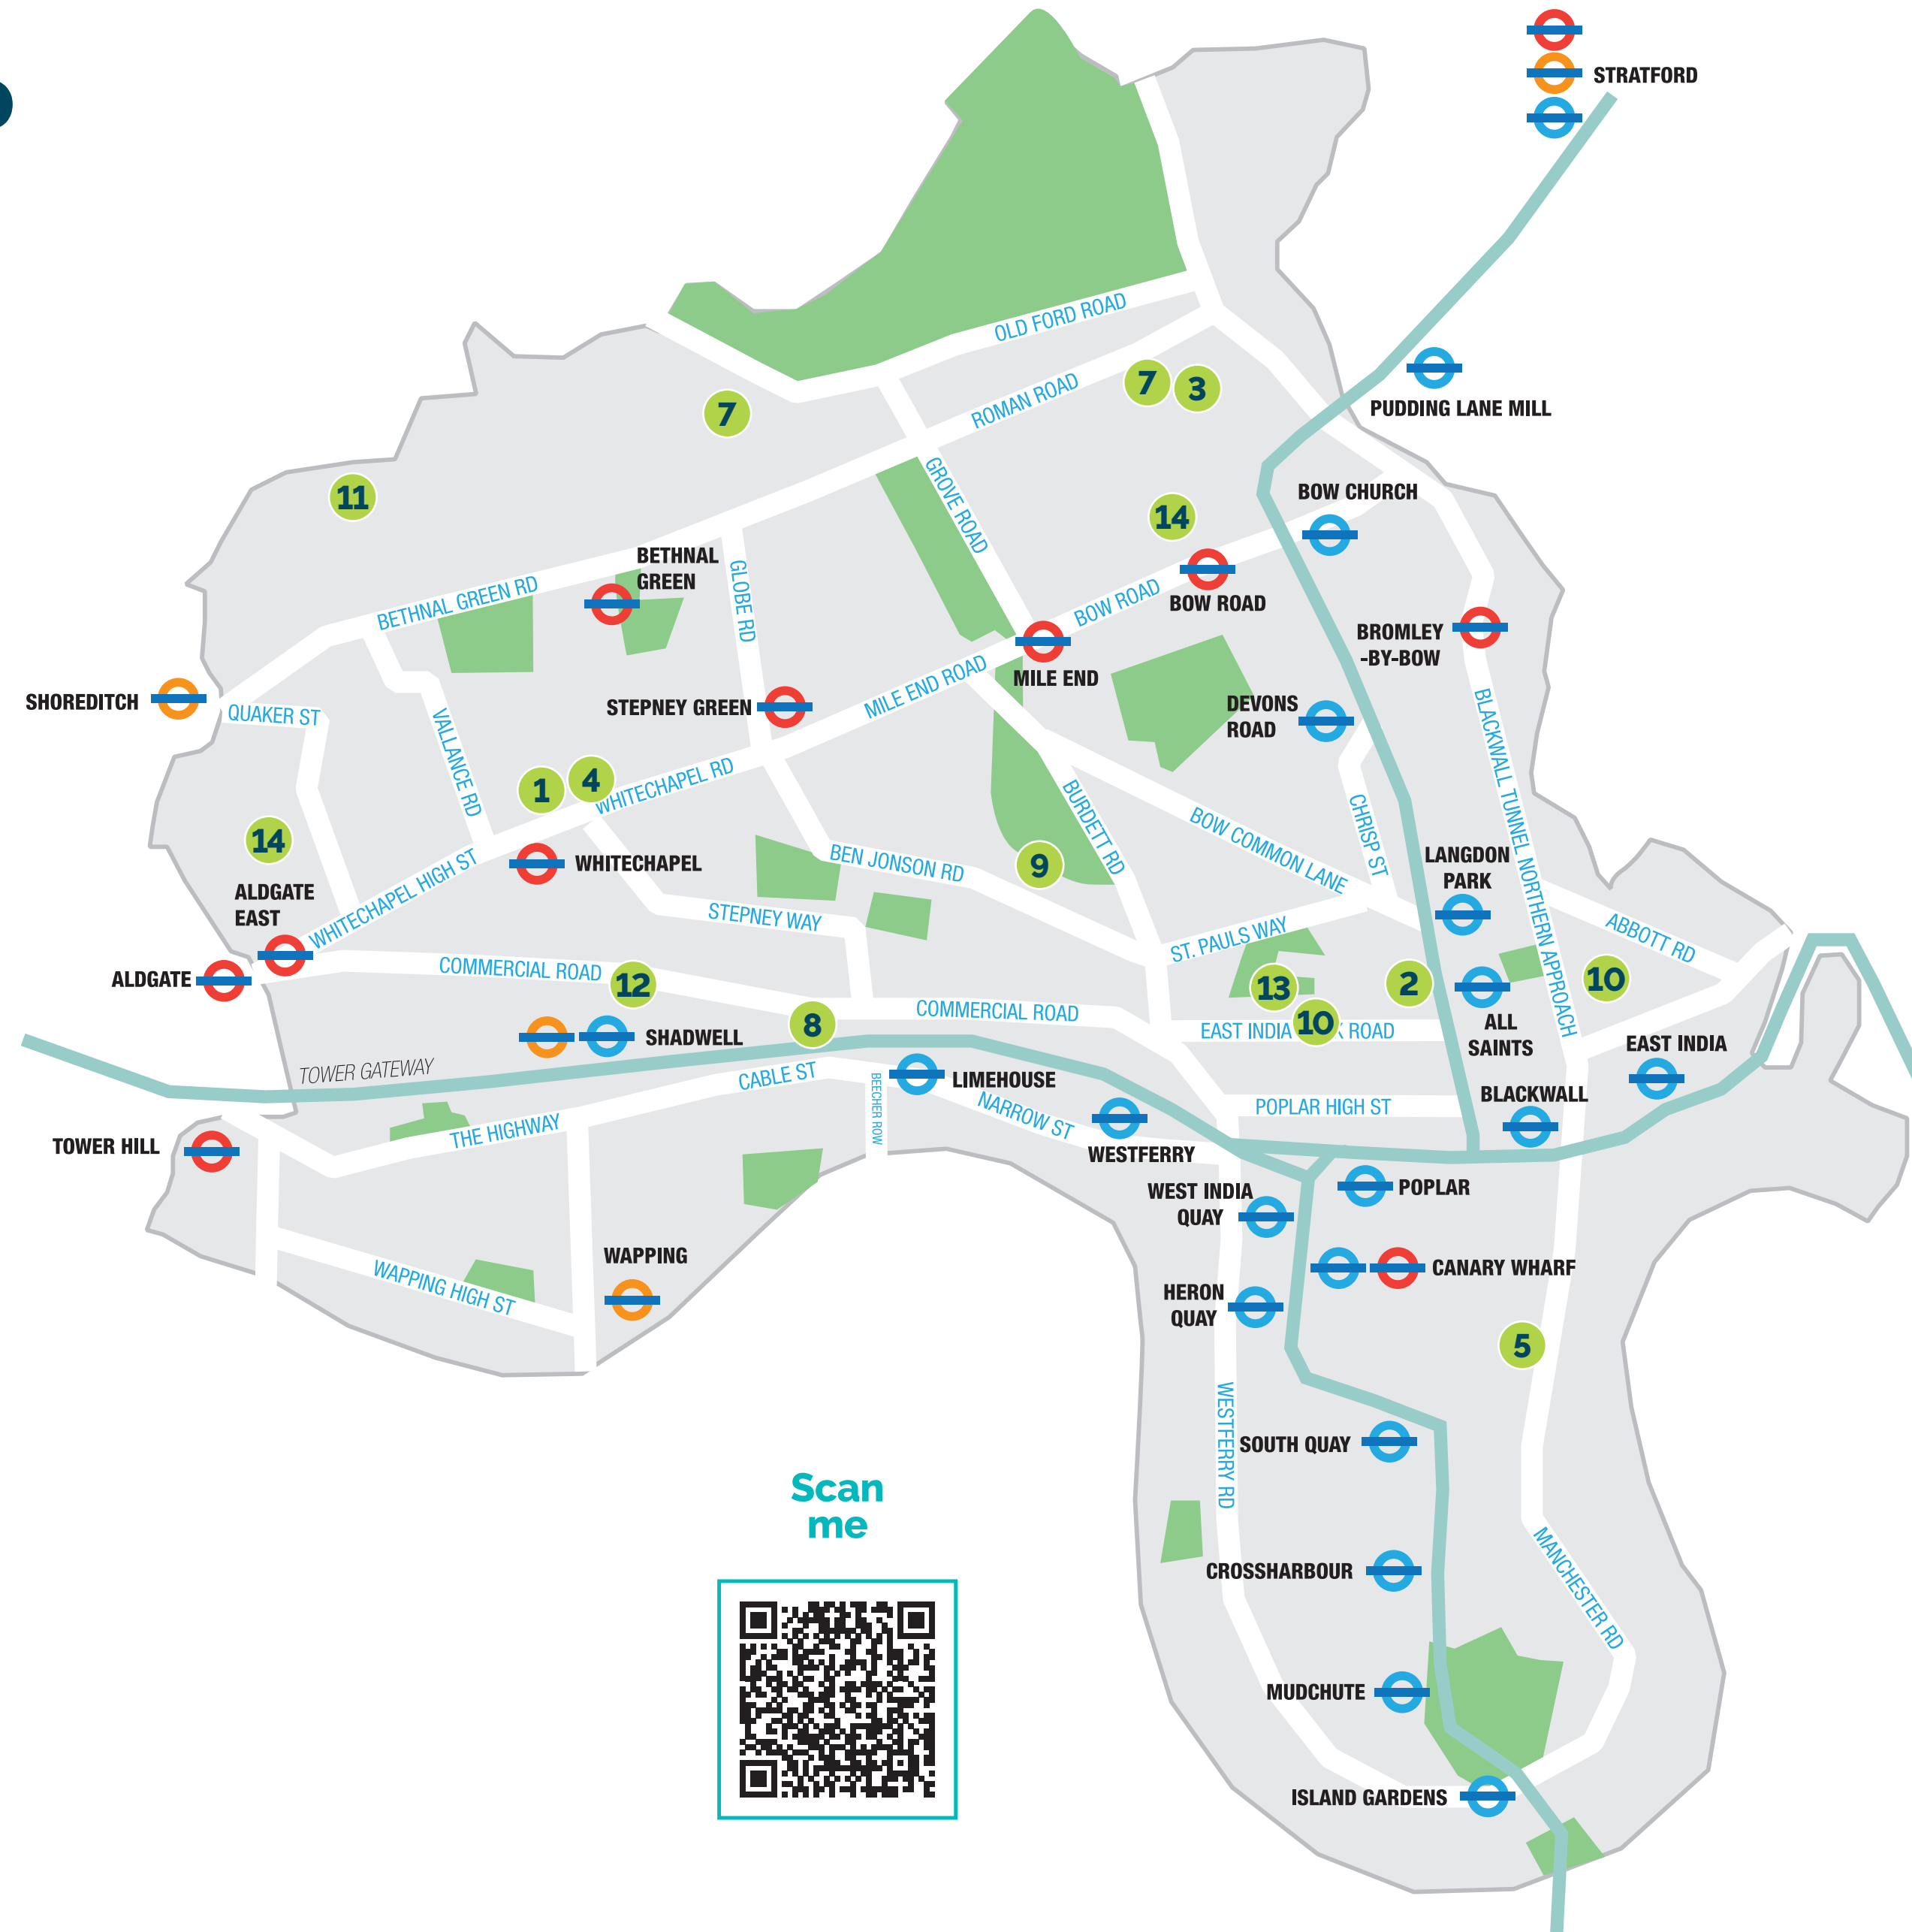 STRATFORD
OLD FORD ROAD
ROMAN ROAD
7
3
PUDDING LANE MILL
7
11
GROVE ROAD
14
BOW CHURCH
BETHNAL
GREEN
BETHNAL GREEN RD
GLOBE RD
BOW ROAD
BOW ROAD
BROMLEY
-BY-BOW
MILE END ROAD
MILE END
SHOREDITCH
QUAKER ST
STEPNEY GREEN
DEVONS
ROAD
VALLANCE RD
BLACKWALL TUNNEL NORTHERN APPROACH
1
4
WHITECHAPEL RD
BURDETT RD
BOW COMMON LANE
CHRISP ST
14
WHITECHAPEL
BEN JONSON RD
9
LANGDON
PARK
ALDGATE
EAST
WHITECHAPEL HIGH ST
STEPNEY WAY
ST. PAULS WAY
ABBOTT RD
ALDGATE
COMMERCIAL ROAD
12
13
2
10
8
COMMERCIAL ROAD
EAST INDIA
10
K ROAD
ALL
SAINTS
SHADWELL
EAST INDIA
TOWER GATEWAY
CABLE ST
BEECHER ROW
LIMEHOUSE
NARROW ST
POPLAR HIGH ST
BLACKWALL
THE HIGHWAY
TOWER HILL
WESTFERRY
WEST INDIA
QUAY
POPLAR
WAPPING
WAPPING HIGH ST
CANARY WHARF
HERON
QUAY
5
WESTFERRY RD
SOUTH QUAY
Scan
me
CROSSHARBOUR
MANCHESTER RD
MUDCHUTE
ISLAND GARDENS